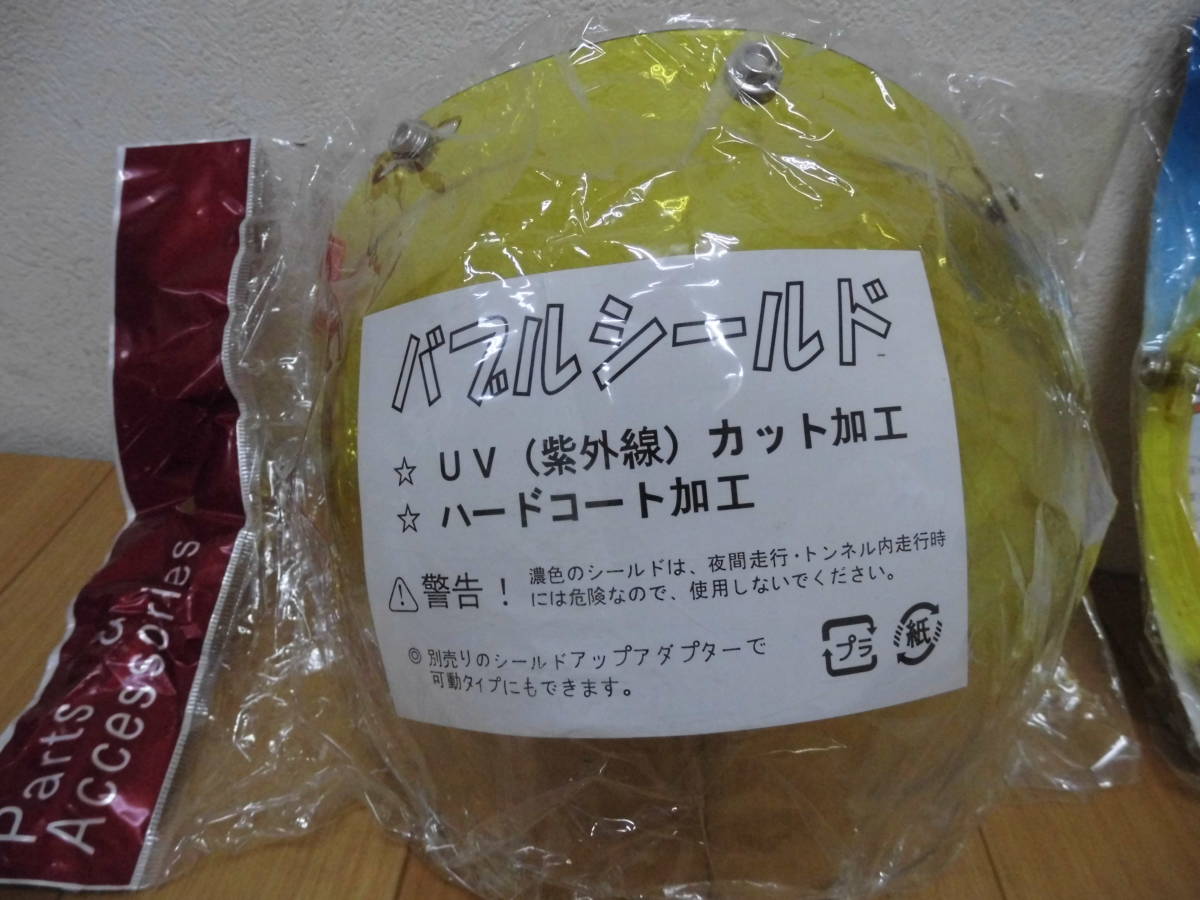 バブルシールド
☆ UV（紫外線）カット加工
☆ ハードコート加工
警告！
濃色のシールドは、夜間走行・トンネル内走行時
には危険なので、使用しないでください。
◎別売りのシールドアップアダプターで
可動タイプにもできます。
プラ
紙
Parts &
Accessories